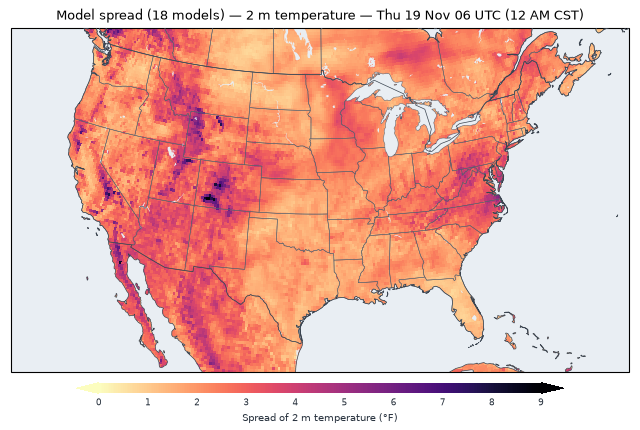 Model spread (18 models) — 2 m temperature — Thu 19 Nov 06 UTC (12 AM CST)
0 1 2 3 4 5 6 7 8 9
Spread of 2 m temperature (°F)